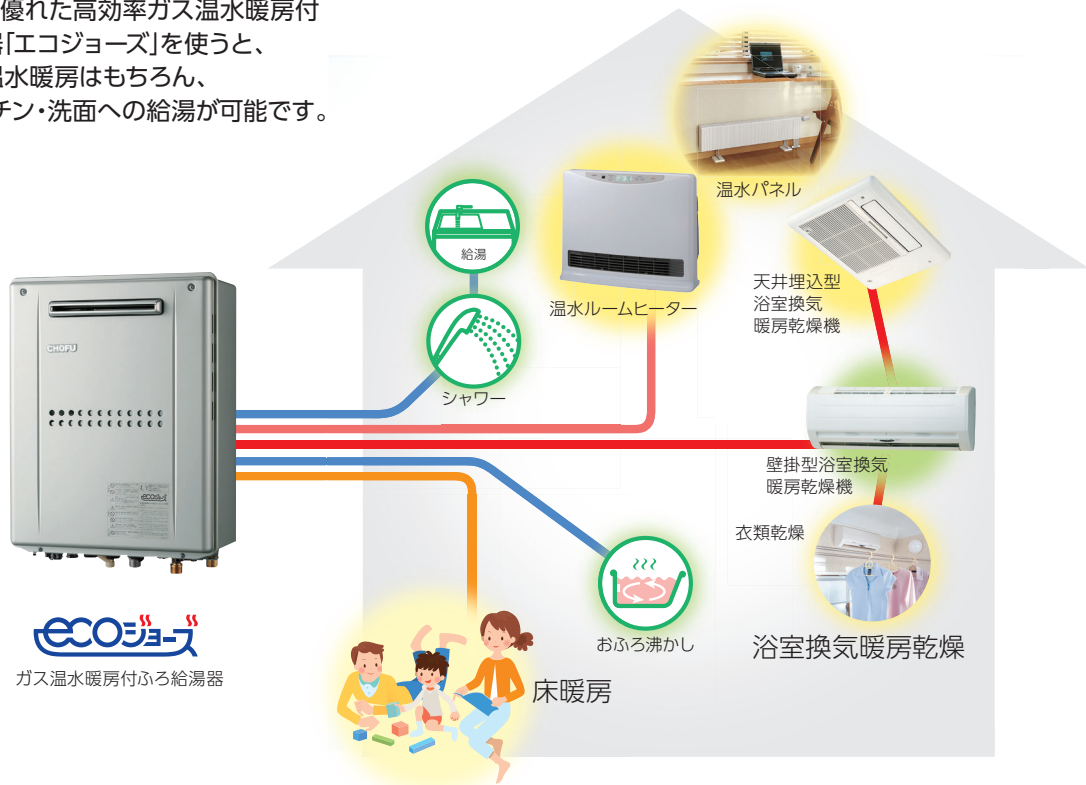 優れた高効率ガス温水暖房付
器「エコジョーズ」を使うと、
温水暖房はもちろん、
チン・洗面への給湯が可能です。
温水パネル
給湯
温水ルームヒーター
天井埋込型
浴室換気
暖房乾燥機
シャワー
CHOFU
壁掛型浴室換気
暖房乾燥機
衣類乾燥
ecoジョーズ
おふろ沸かし
浴室換気暖房乾燥
ecoジョーズ
ガス温水暖房付ふろ給湯器
床暖房